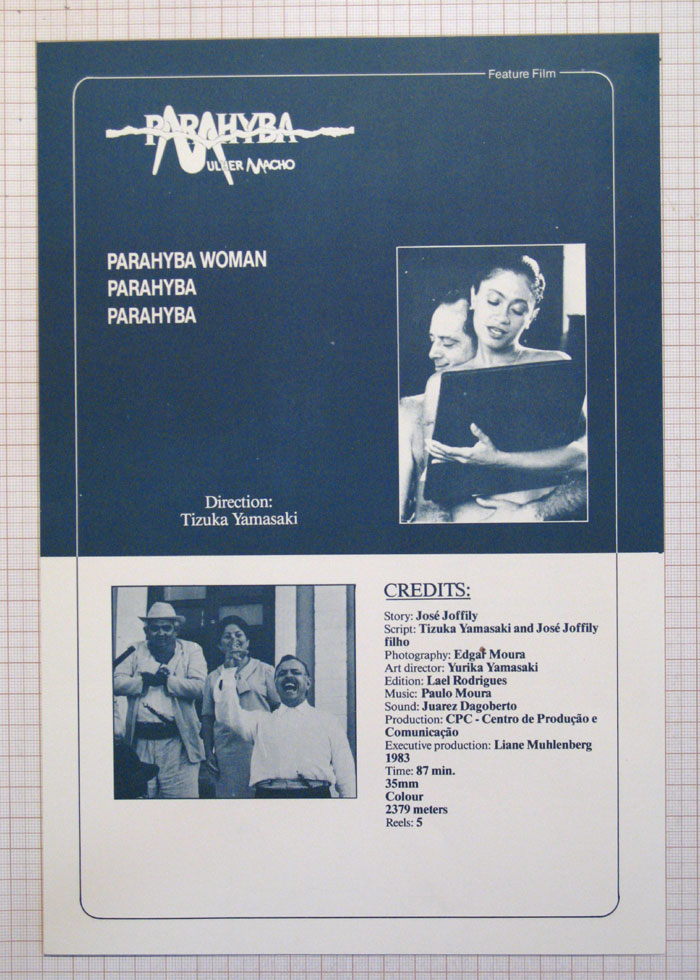 Feature Film
PARAHYBA
MULHER MACHO
PARAHYBA WOMAN
PARAHYBA
PARAHYBA
Direction:
Tizuka Yamasaki
CREDITS:
Story: José Joffily
Script: Tizuka Yamasaki and José Joffily
filho
Photography: Edgar Moura
Art director: Yurika Yamasaki
Edition: Lael Rodrigues
Music: Paulo Moura
Sound: Juarez Dagoberto
Production: CPC - Centro de Produção e
Comunicação
Executive production: Liane Muhlenberg
1983
Time: 87 min.
35mm
Colour
2379 meters
Reels: 5